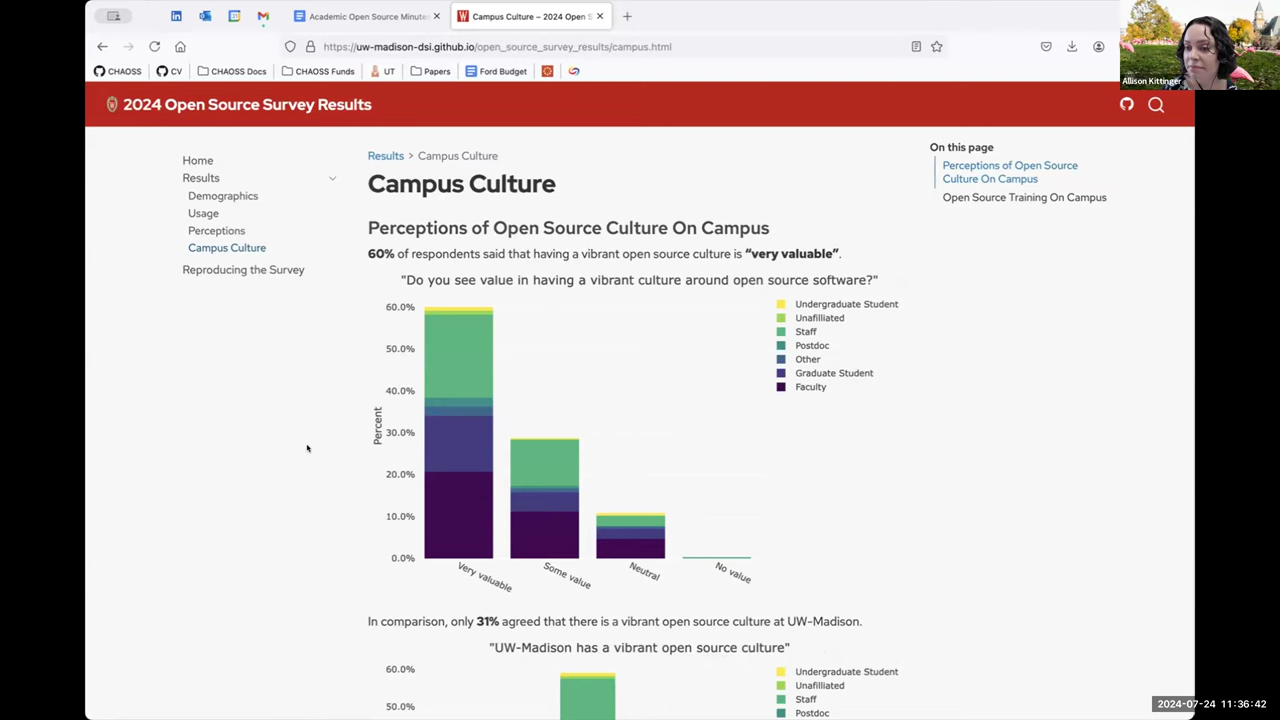 Academic Open Source Minute
Campus Culture – 2024 Open S
https://uw-madison-dsi.github.io/open_source_survey_results/campus.html
CHAOSS
CV
CHAOSS Docs
CHAOSS Funds
UT
Papers
Ford Budget
Allison Kittinger
2024 Open Source Survey Results
Home
Results
Demographics
Usage
Perceptions
Campus Culture
Reproducing the Survey
Results > Campus Culture
Campus Culture
Perceptions of Open Source Culture On Campus
60% of respondents said that having a vibrant open source culture is “very valuable”.
"Do you see value in having a vibrant culture around open source software?"
60.0%
50.0%
40.0%
30.0%
20.0%
10.0%
0.0%
Percent
Very valuable
Some value
Neutral
No value
Undergraduate Student
Unafilliated
Staff
Postdoc
Other
Graduate Student
Faculty
On this page
Perceptions of Open Source
Culture On Campus
Open Source Training On Campus
In comparison, only 31% agreed that there is a vibrant open source culture at UW-Madison.
"UW-Madison has a vibrant open source culture"
60.0%
50.0%
Undergraduate Student
Unafilliated
Staff
Postdoc
2024-07-24 11:36:42